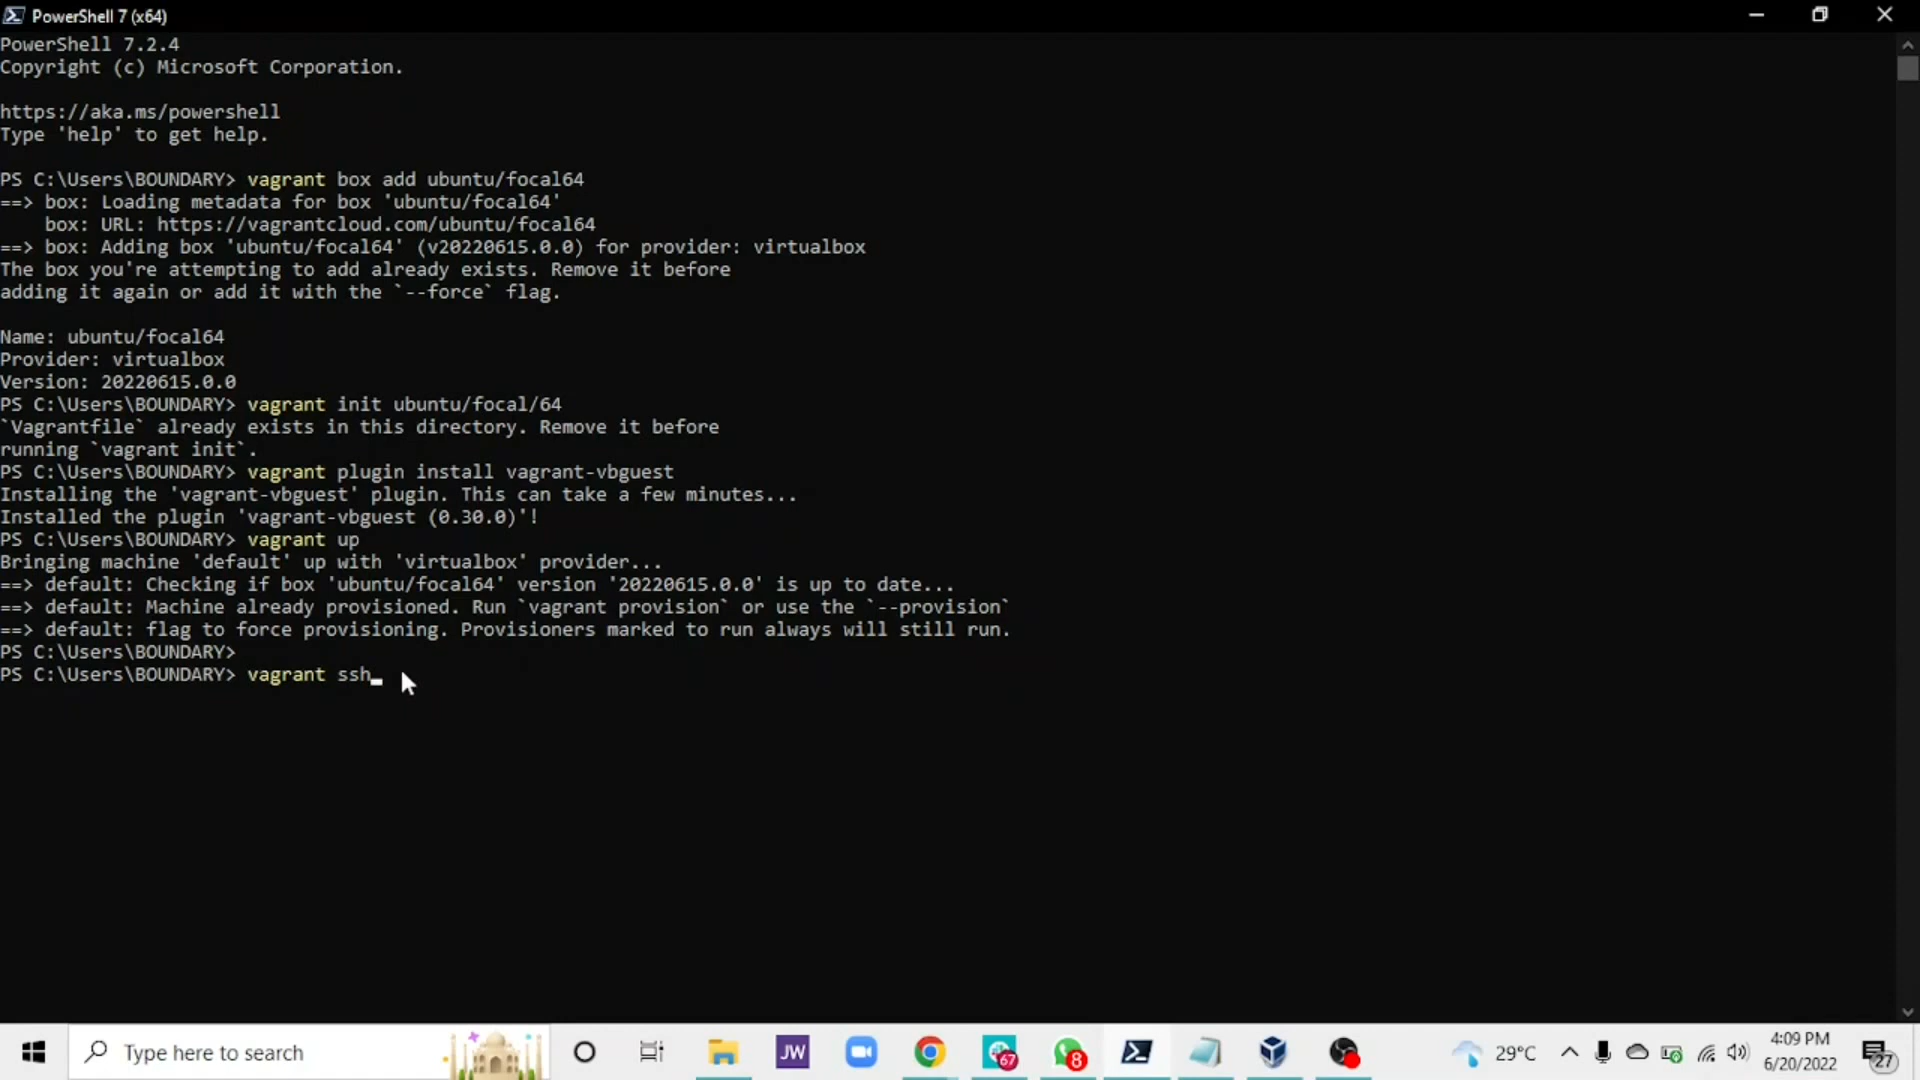 PowerShell 7 (x64)
PowerShell 7.2.4
Copyright (c) Microsoft Corporation.
https://aka.ms/powershell
Type 'help' to get help.
PS C:\Users\BOUNDARY> vagrant box add ubuntu/focal64
==> box: Loading metadata for box 'ubuntu/focal64'
box: URL: https://vagrantcloud.com/ubuntu/focal64
==> box: Adding box 'ubuntu/focal64' (v20220615.0.0) for provider: virtualbox
The box you're attempting to add already exists. Remove it before
adding it again or add it with the `--force` flag.
Name: ubuntu/focal64
Provider: virtualbox
Version: 20220615.0.0
PS C:\Users\BOUNDARY> vagrant init ubuntu/focal/64
`Vagrantfile` already exists in this directory. Remove it before
running `vagrant init`.
PS C:\Users\BOUNDARY> vagrant plugin install vagrant-vbguest
Installing the 'vagrant-vbguest' plugin. This can take a few minutes...
Installed the plugin 'vagrant-vbguest (0.30.0)'!
PS C:\Users\BOUNDARY> vagrant up
Bringing machine 'default' up with 'virtualbox' provider...
==> default: Checking if box 'ubuntu/focal64' version '20220615.0.0' is up to date...
==> default: Machine already provisioned. Run `vagrant provision` or use the `--provision`
==> default: flag to force provisioning. Provisioners marked to run always will still run.
PS C:\Users\BOUNDARY>
PS C:\Users\BOUNDARY> vagrant ssh
Type here to search
JW
67
8
29°C
4:09 PM
6/20/2022
27